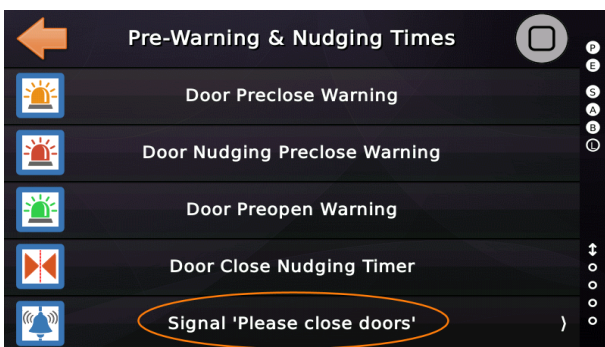 Pre-Warning & Nudging Times
Door Preclose Warning
Door Nudging Preclose Warning
Door Preopen Warning
Door Close Nudging Timer
Signal 'Please close doors'
P
E
S
A
B
L